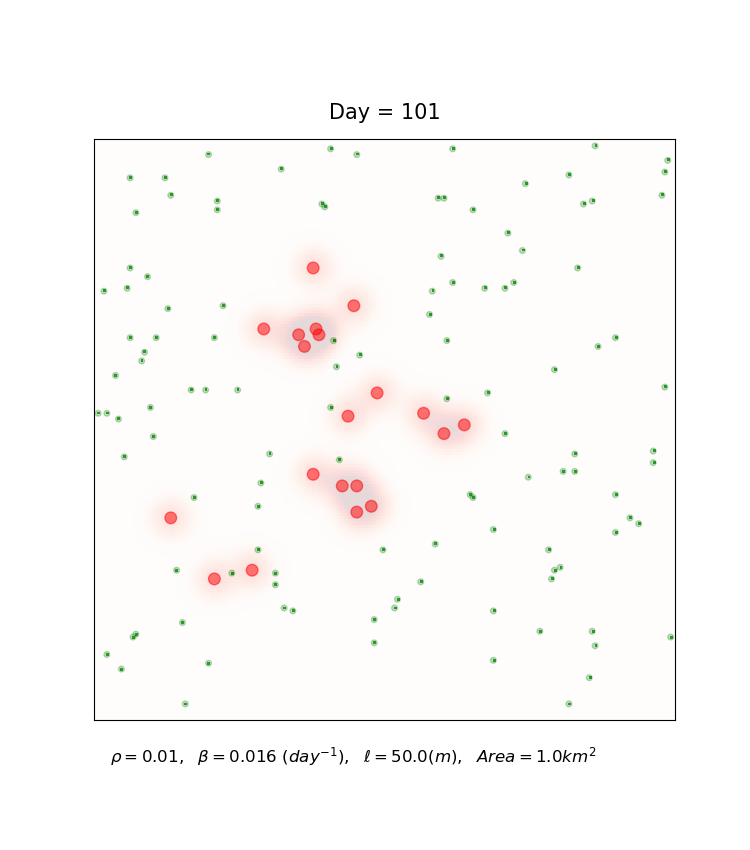 Day = 101
ρ = 0.01, β = 0.016 (day⁻¹), ℓ = 50.0(m), Area = 1.0km²